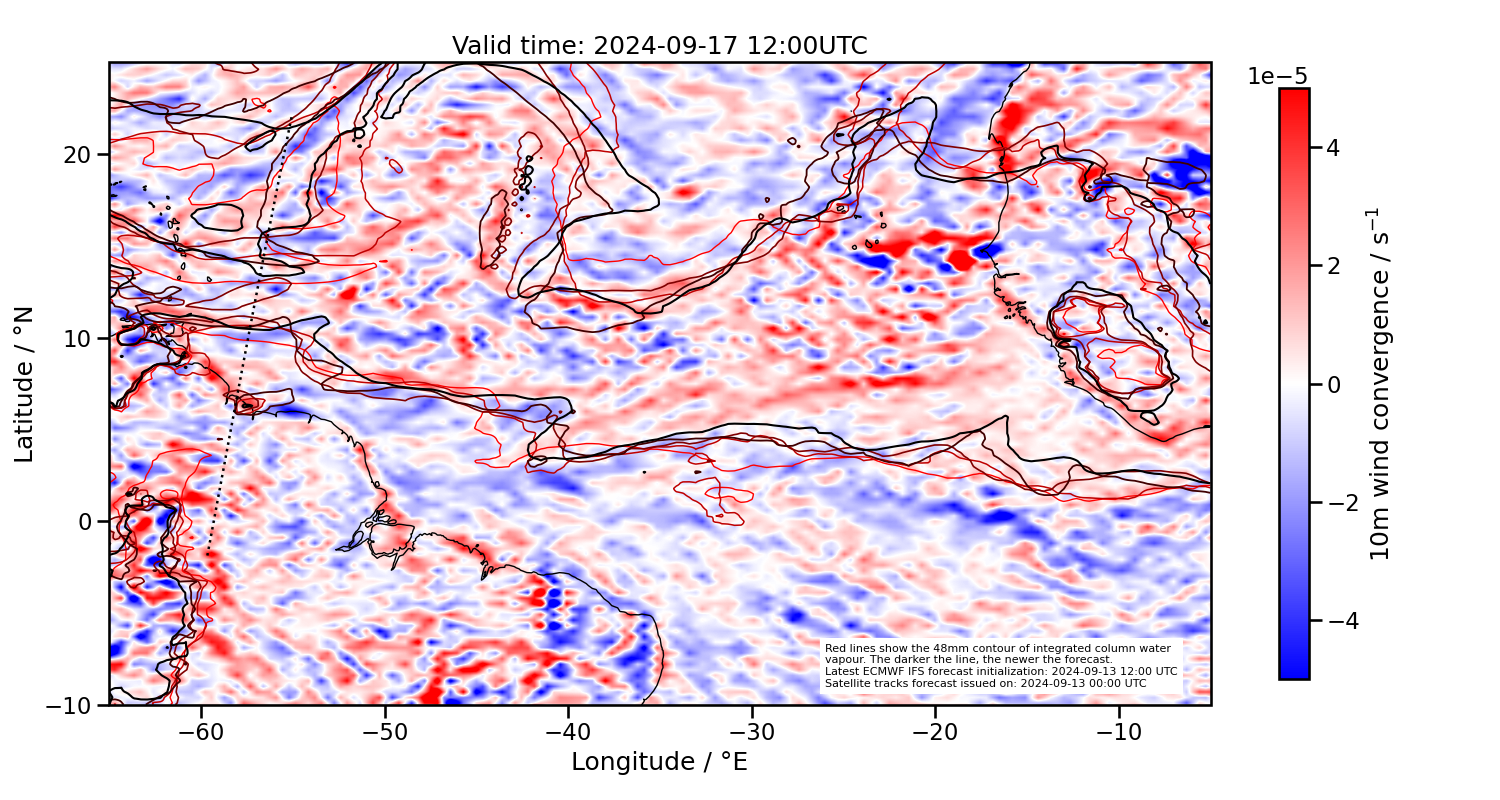 Valid time: 2024-09-17 12:00UTC
1e−5
20
10
0
−10
Latitude / °N
−60
−50
−40
−30
−20
−10
Longitude / °E
4
2
0
−2
−4
10m wind convergence / s⁻¹
Red lines show the 48mm contour of integrated column water
vapour. The darker the line, the newer the forecast.
Latest ECMWF IFS forecast initialization: 2024-09-13 12:00 UTC
Satellite tracks forecast issued on: 2024-09-13 00:00 UTC